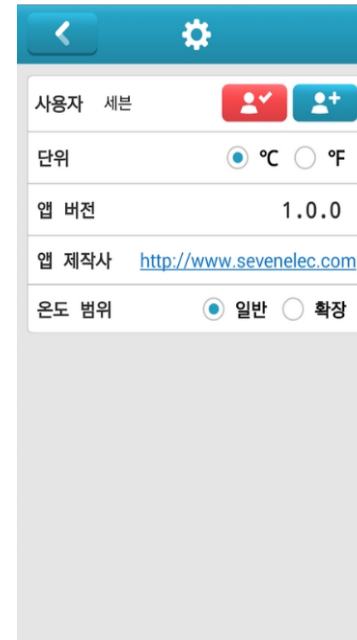 사용자 세븐
단위 ℃ ℉
앱 버전 1.0.0
앱 제작사 http://www.sevenelec.com
온도 범위 일반 확장